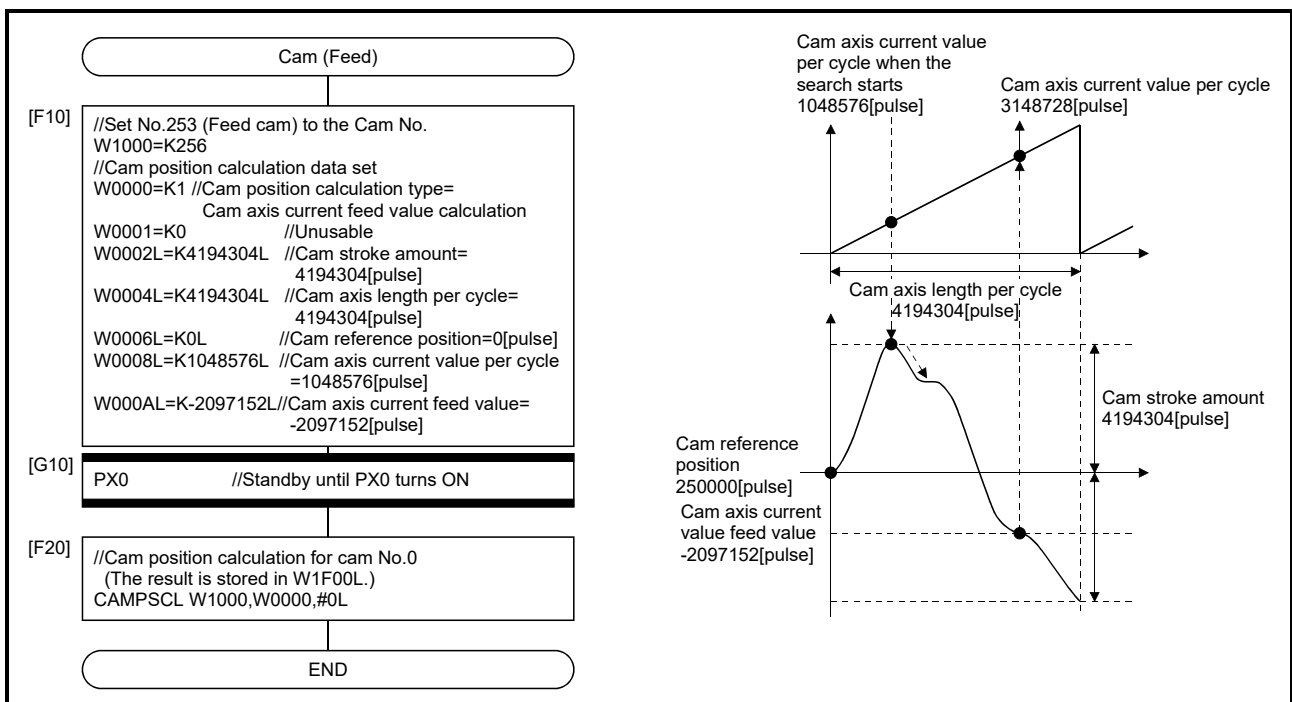 Cam (Feed)
[F10]
//Set No.253 (Feed cam) to the Cam No.
W1000=K256
//Cam position calculation data set
W0000=K1 //Cam position calculation type=
Cam axis current feed value calculation
W0001=K0 //Unusable
W0002L=K4194304L //Cam stroke amount=
4194304[pulse]
W0004L=K4194304L //Cam axis length per cycle=
4194304[pulse]
W0006L=K0L //Cam reference position=0[pulse]
W0008L=K1048576L //Cam axis current value per cycle
=1048576[pulse]
W000AL=K-2097152L//Cam axis current feed value=
-2097152[pulse]
[G10]
PX0 //Standby until PX0 turns ON
[F20]
//Cam position calculation for cam No.0
(The result is stored in W1F00L.)
CAMPSCL W1000,W0000,#0L
END
Cam axis current value
per cycle when the
search starts
1048576[pulse]
Cam axis current value per cycle
3148728[pulse]
Cam axis length per cycle
4194304[pulse]
Cam stroke amount
4194304[pulse]
Cam reference
position
250000[pulse]
Cam axis current
value feed value
-2097152[pulse]